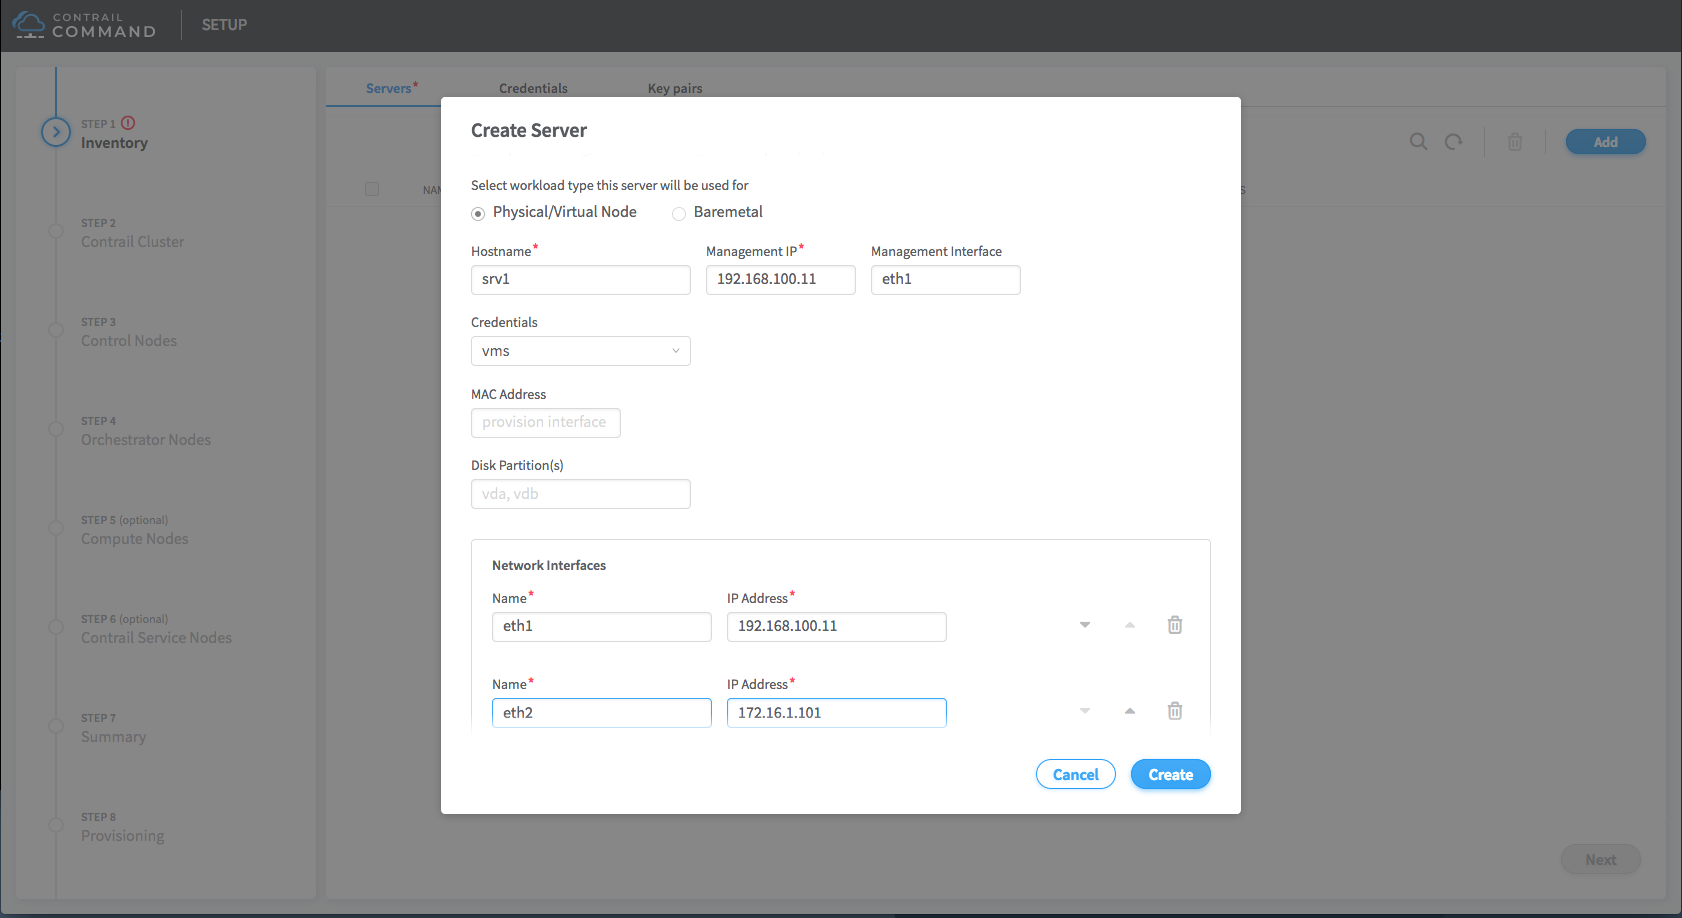 CONTRAIL
COMMAND
SETUP
Servers*
Credentials
Key pairs
STEP 1
Inventory
Add
STEP 2
Contrail Cluster
STEP 3
Control Nodes
STEP 4
Orchestrator Nodes
STEP 5 (optional)
Compute Nodes
STEP 6 (optional)
Contrail Service Nodes
STEP 7
Summary
STEP 8
Provisioning
Create Server
Select workload type this server will be used for
Physical/Virtual Node
Baremetal
Hostname* Management IP* Management Interface
srv1 192.168.100.11 eth1
Credentials
vms
MAC Address
provision interface
Disk Partition(s)
vda, vdb
Network Interfaces
Name* IP Address*
eth1 192.168.100.11
Name* IP Address*
eth2 172.16.1.101
Cancel Create
Next